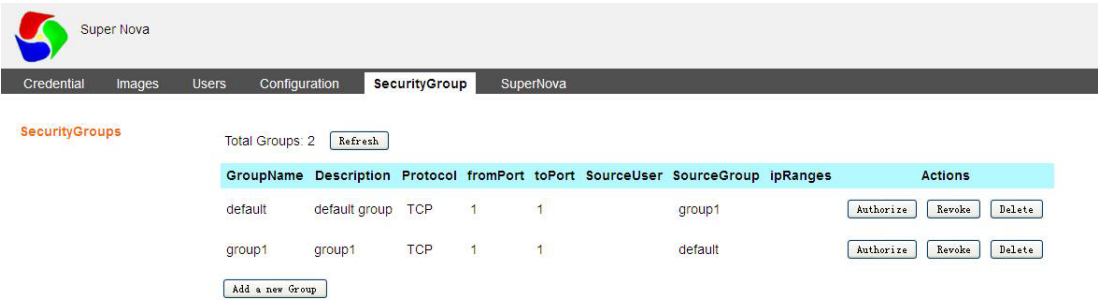 Super Nova
Credential Images Users Configuration SecurityGroup SuperNova
SecurityGroups
Total Groups: 2 Refresh
GroupName Description Protocol fromPort toPort SourceUser SourceGroup ipRanges Actions
default default group TCP 1 1 group1 Authorize Revoke Delete
group1 group1 TCP 1 1 default Authorize Revoke Delete
Add a new Group